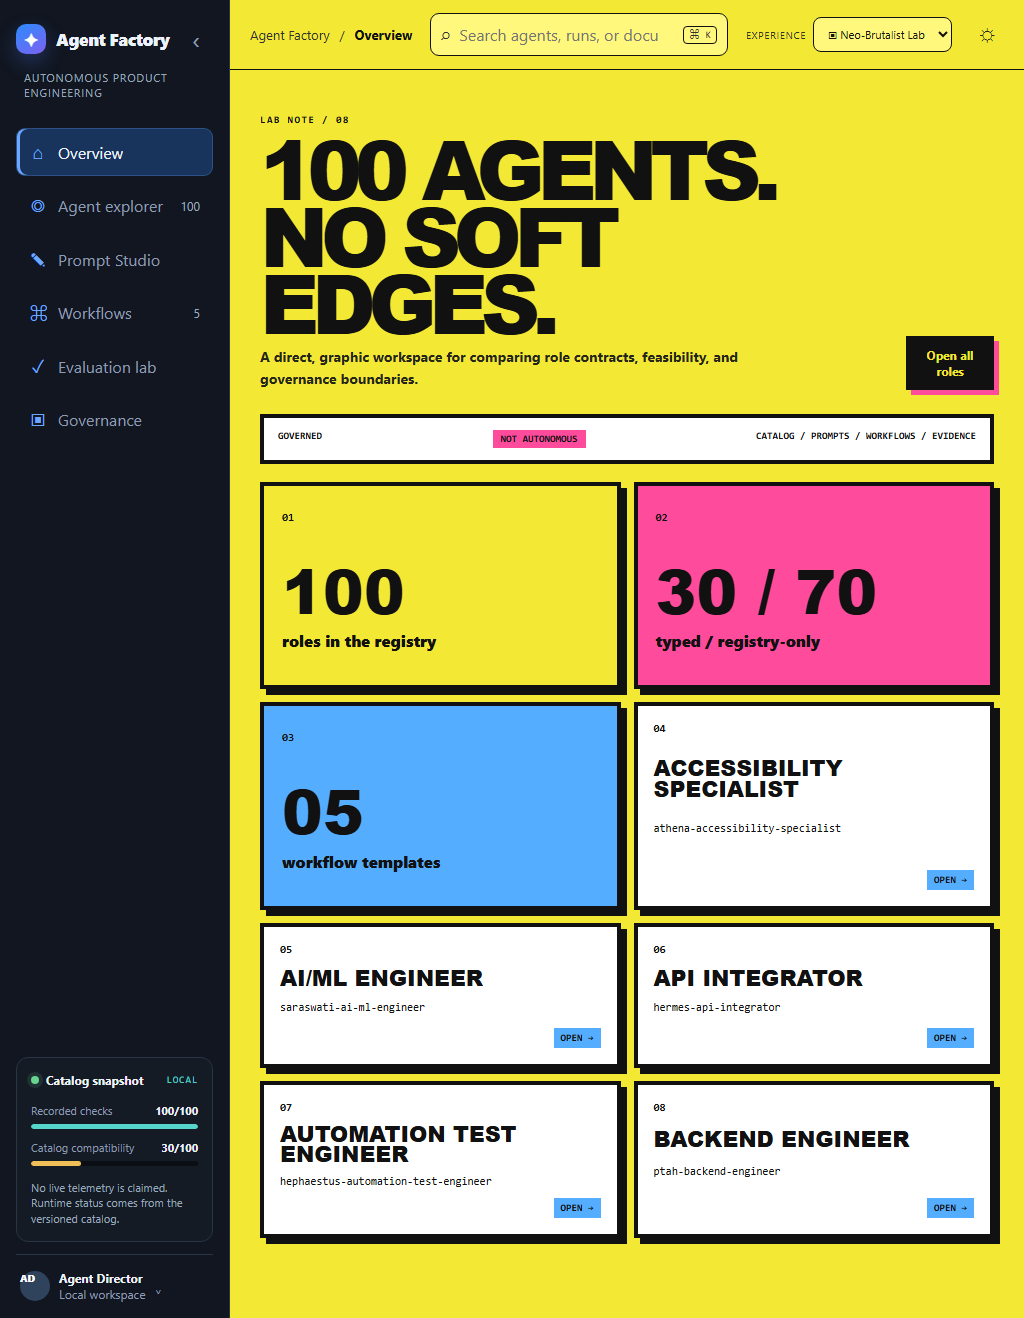 Agent Factory
AUTONOMOUS PRODUCT
ENGINEERING
Overview
Agent explorer 100
Prompt Studio
Workflows 5
Evaluation lab
Governance
Catalog snapshot LOCAL
Recorded checks 100/100
Catalog compatibility 30/100
No live telemetry is claimed.
Runtime status comes from the
versioned catalog.
AD
Agent Director
Local workspace
Agent Factory / Overview
Search agents, runs, or docu
⌘ K
EXPERIENCE
▣ Neo-Brutalist Lab
LAB NOTE / 08
100 AGENTS.
NO SOFT
EDGES.
A direct, graphic workspace for comparing role contracts, feasibility, and
governance boundaries.
Open all
roles
GOVERNED
NOT AUTONOMOUS
CATALOG / PROMPTS / WORKFLOWS / EVIDENCE
01
100
roles in the registry
02
30 / 70
typed / registry-only
03
05
workflow templates
04
ACCESSIBILITY
SPECIALIST
athena-accessibility-specialist
OPEN →
05
AI/ML ENGINEER
saraswati-ai-ml-engineer
OPEN →
06
API INTEGRATOR
hermes-api-integrator
OPEN →
07
AUTOMATION TEST
ENGINEER
hephaestus-automation-test-engineer
OPEN →
08
BACKEND ENGINEER
ptah-backend-engineer
OPEN →